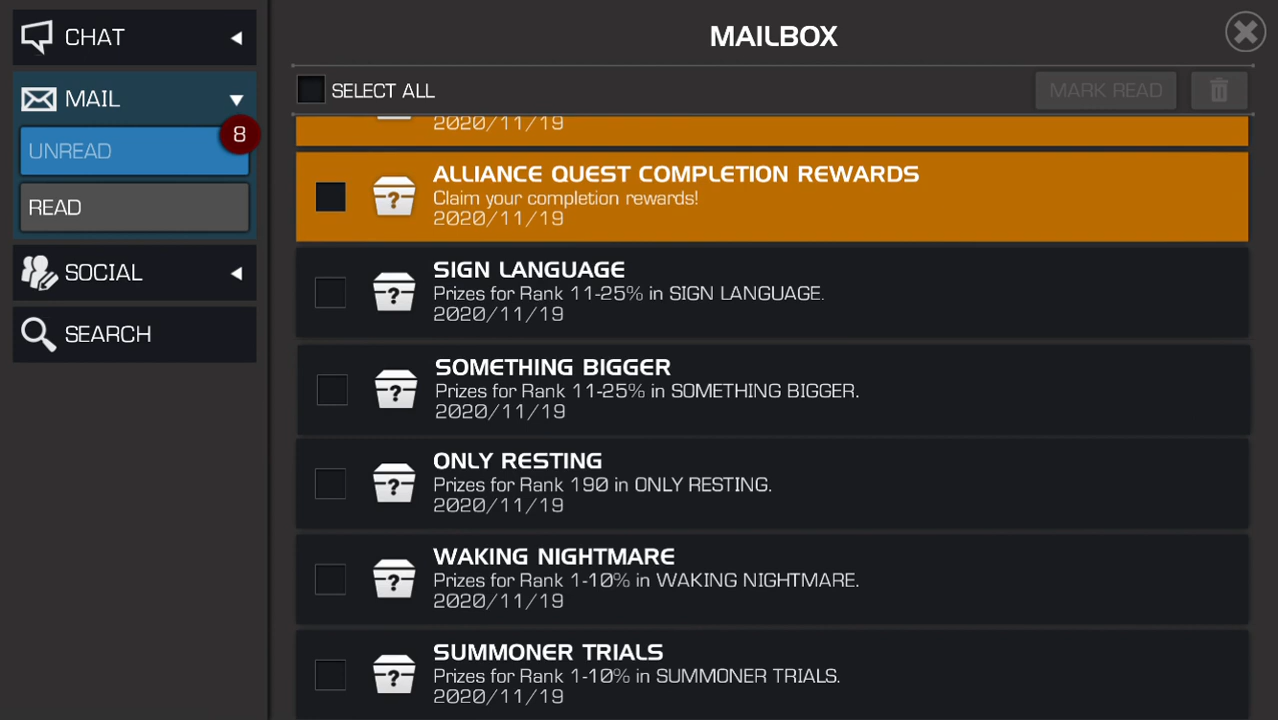 CHAT
MAIL
8
UNREAD
READ
SOCIAL
SEARCH
MAILBOX
SELECT ALL
MARK READ
2020/11/19
ALLIANCE QUEST COMPLETION REWARDS
Claim your completion rewards!
2020/11/19
SIGN LANGUAGE
Prizes for Rank 11-25% in SIGN LANGUAGE.
2020/11/19
SOMETHING BIGGER
Prizes for Rank 11-25% in SOMETHING BIGGER.
2020/11/19
ONLY RESTING
Prizes for Rank 190 in ONLY RESTING.
2020/11/19
WAKING NIGHTMARE
Prizes for Rank 1-10% in WAKING NIGHTMARE.
2020/11/19
SUMMONER TRIALS
Prizes for Rank 1-10% in SUMMONER TRIALS.
2020/11/19